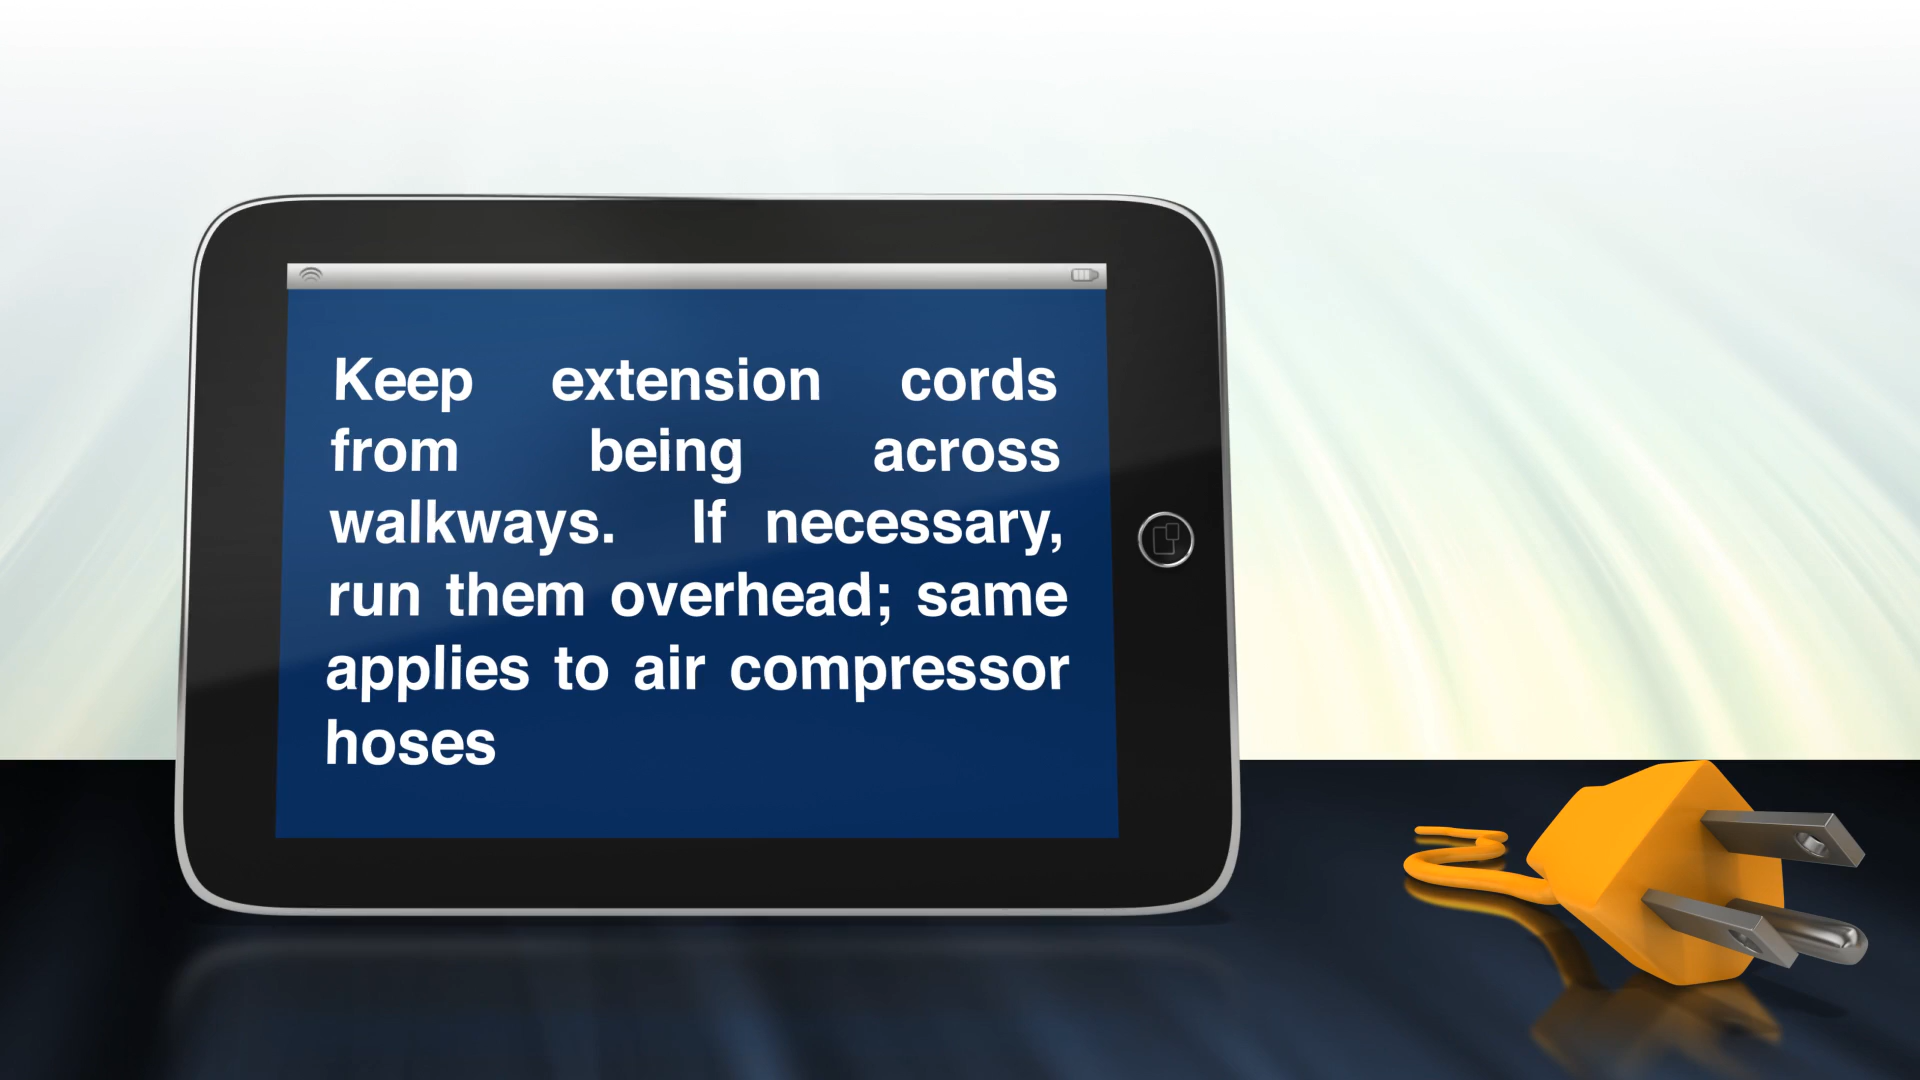 Keep extension cords
from being across
walkways. If necessary,
run them overhead; same
applies to air compressor
hoses